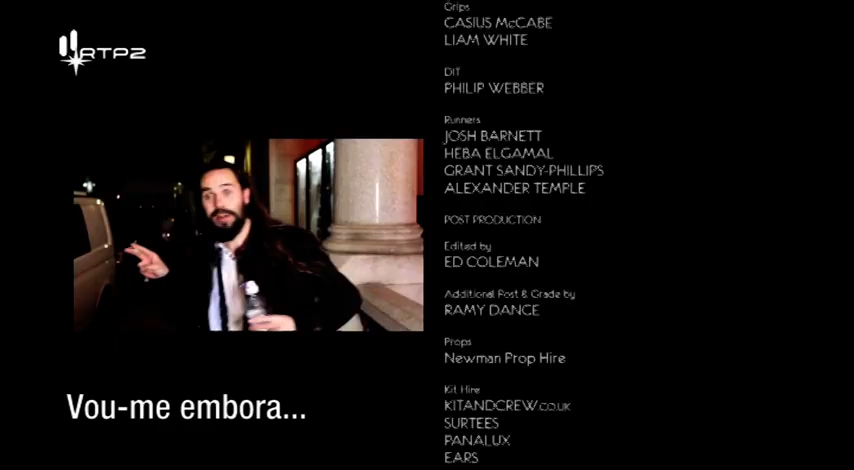 RTP2
Grips
CASIUS McCABE
LIAM WHITE
DIT
PHILIP WEBBER
Runners
JOSH BARNETT
HEBA ELGAMAL
GRANT SANDY-PHILLIPS
ALEXANDER TEMPLE
POST PRODUCTION
Edited by
ED COLEMAN
Additional Post & Grade by
RAMY DANCE
Props
Newman Prop Hire
Kit Hire
KITANDCREW.CO.UK
SURTEES
PANALUX
EARS
Vou-me embora...